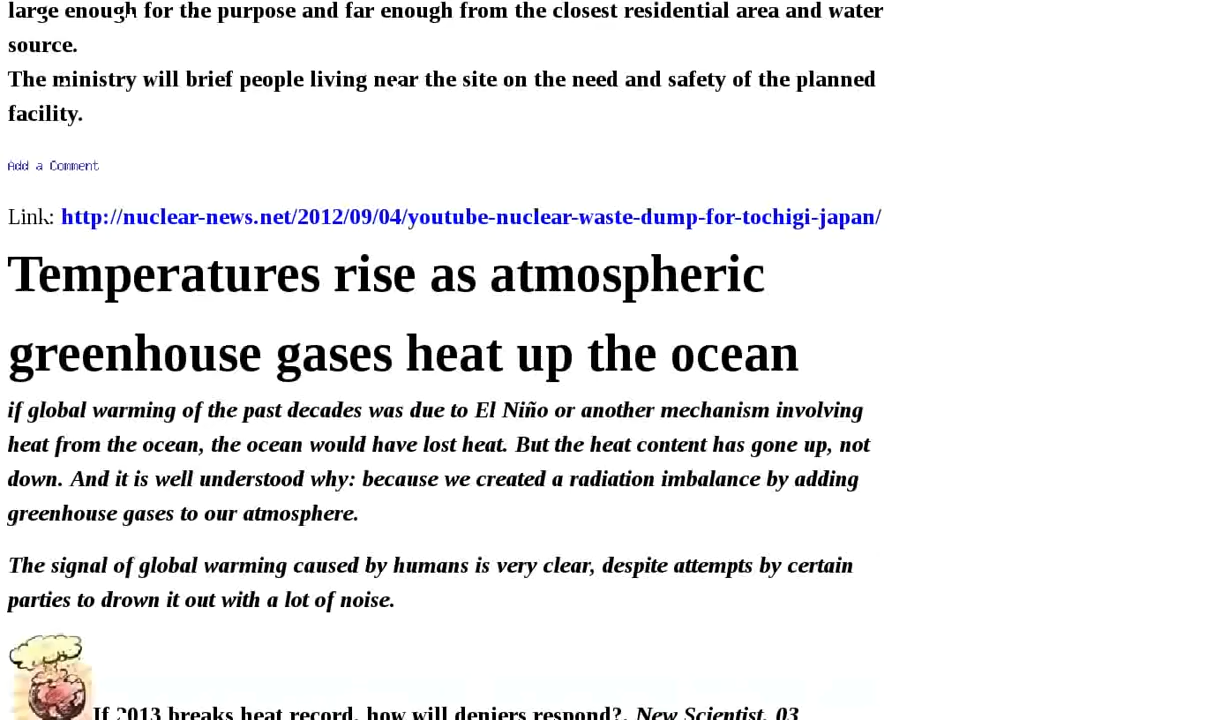 large enough for the purpose and far enough from the closest residential area and water
source.
The ministry will brief people living near the site on the need and safety of the planned
facility.
Add a Comment
Link: http://nuclear-news.net/2012/09/04/youtube-nuclear-waste-dump-for-tochigi-japan/
Temperatures rise as atmospheric
greenhouse gases heat up the ocean
if global warming of the past decades was due to El Niño or another mechanism involving
heat from the ocean, the ocean would have lost heat. But the heat content has gone up, not
down. And it is well understood why: because we created a radiation imbalance by adding
greenhouse gases to our atmosphere.
The signal of global warming caused by humans is very clear, despite attempts by certain
parties to drown it out with a lot of noise.
If 2013 breaks heat record, how will deniers respond?, New Scientist, 03